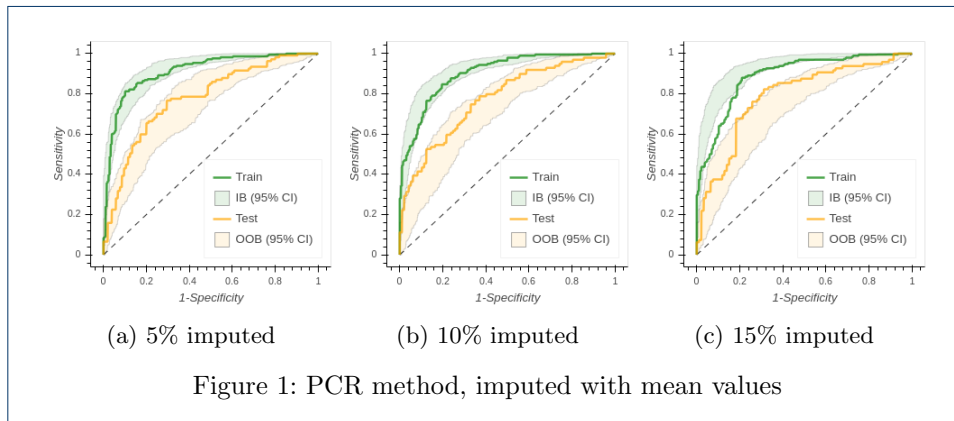 1
0.8
0.6
0.4
0.2
0
Sensitivity
Train
IB (95% CI)
Test
OOB (95% CI)
0 0.2 0.4 0.6 0.8 1
1-Specificity
(a) 5% imputed
1
0.8
0.6
0.4
0.2
0
Sensitivity
Train
IB (95% CI)
Test
OOB (95% CI)
0 0.2 0.4 0.6 0.8 1
1-Specificity
(b) 10% imputed
1
0.8
0.6
0.4
0.2
0
Sensitivity
Train
IB (95% CI)
Test
OOB (95% CI)
0 0.2 0.4 0.6 0.8 1
1-Specificity
(c) 15% imputed
Figure 1: PCR method, imputed with mean values